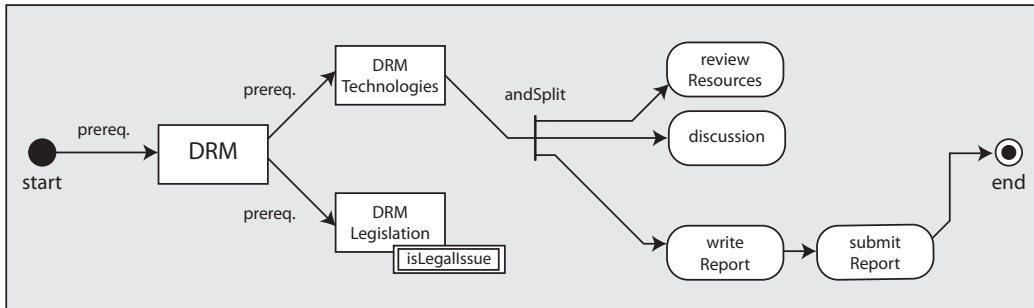 review
Resources
DRM
Technologies
prereq.
andSplit
prereq.
discussion
DRM
start
end
prereq.
DRM
Legislation
isLegalIssue
write
Report
submit
Report